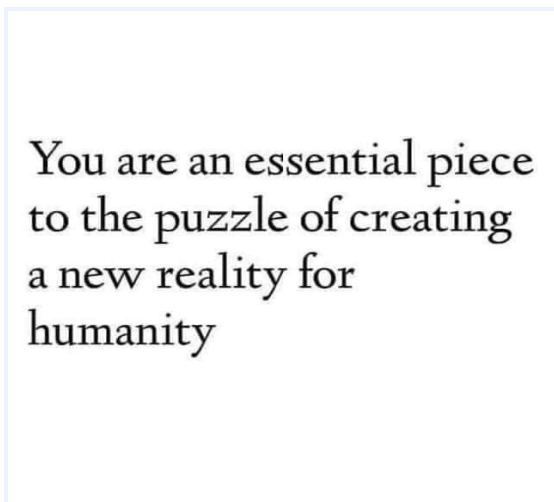 You are an essential piece
to the puzzle of creating
a new reality for
humanity